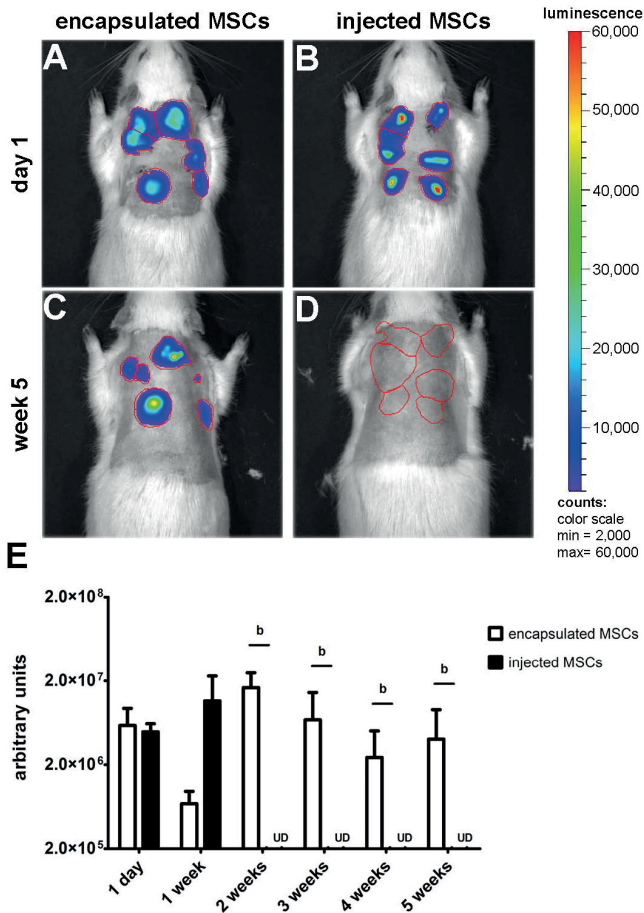 encapsulated MSCs
injected MSCs
luminescence
A
B
day 1
C
D
week 5
60,000
50,000
40,000
30,000
20,000
10,000
counts:
color scale
min = 2,000
max= 60,000
E
arbitrary units
2.0×10⁸
2.0×10⁷
2.0×10⁶
2.0×10⁵
b
b
b
b
UD
UD
UD
UD
1 day
1 week
2 weeks
3 weeks
4 weeks
5 weeks
encapsulated MSCs
injected MSCs